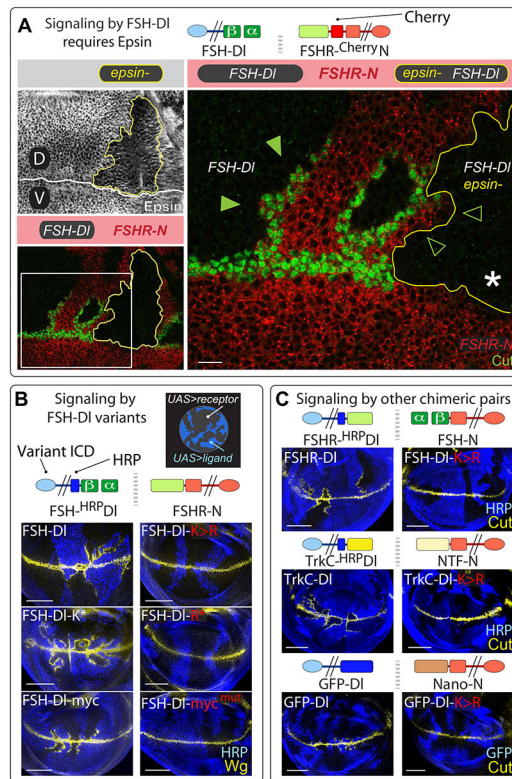 A
Signaling by FSH-Dl
requires Epsin
β α
FSH-Dl
Cherry
FSHR-CherryN
epsin-
FSH-Dl
FSHR-N
epsin- FSH-Dl
D
V
Epsin
FSH-Dl
FSHR-N
FSH-Dl
FSH-Dl
epsin-
*
FSHR-N
Cut
B
Signaling by
FSH-Dl variants
UAS>receptor
UAS>ligand
Variant ICD
HRP
β α
FSH-HRPDl
FSHR-N
FSH-Dl
FSH-Dl-K>R
FSH-Dl-K*
FSH-Dl-R*
FSH-Dl-myc
FSH-Dl-myc mut
HRP
Wg
C
Signaling by other chimeric pairs
α β
FSHR-HRPDl
FSH-N
FSHR-Dl
FSH-Dl-K>R
HRP
Cut
TrkC-HRPDl
NTF-N
TrkC-Dl
TrkC-Dl-K>R
HRP
Cut
GFP-Dl
Nano-N
GFP-Dl
GFP-Dl-K>R
GFP
Cut